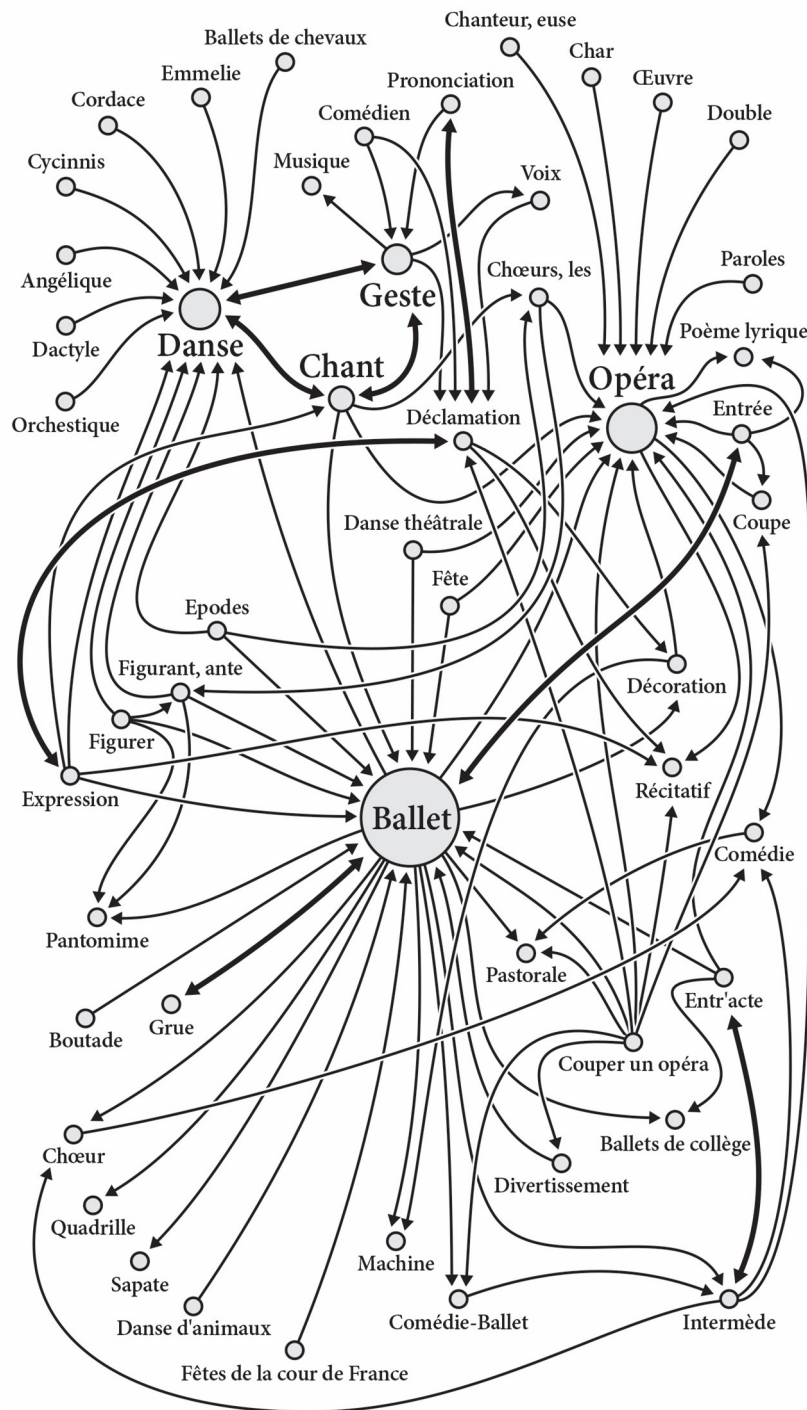 Chanteur, euse
Ballets de chevaux
Char
Emmelie
Prononciation
Œuvre
Cordace
Comédien
Double
Cycinnis
Musique
Voix
Angélique
Chœurs, les
Paroles
Geste
Dactyle
Danse
Poème lyrique
Chant
Opéra
Orchestique
Déclamation
Entrée
Danse théâtrale
Coupe
Fête
Epodes
Figurant, ante
Décoration
Figurer
Expression
Récitatif
Ballet
Comédie
Pantomime
Pastorale
Entr'acte
Boutade
Grue
Couper un opéra
Chœur
Ballets de collège
Divertissement
Quadrille
Machine
Sapate
Danse d'animaux
Comédie-Ballet
Intermède
Fêtes de la cour de France